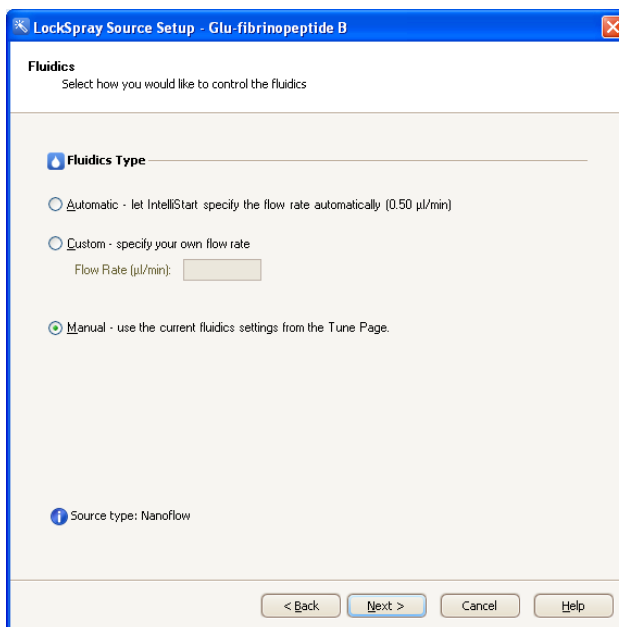 LockSpray Source Setup - Glu-fibrinopeptide B
Fluidics
Select how you would like to control the fluidics
Fluidics Type
Automatic - let IntelliStart specify the flow rate automatically (0.50 µl/min)
Custom - specify your own flow rate
Flow Rate (µl/min):
Manual - use the current fluidics settings from the Tune Page.
Source type: Nanoflow
< Back Next > Cancel Help